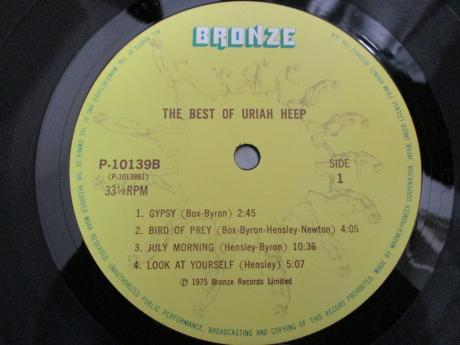 BRONZE
THE BEST OF URIAH HEEP
P-10139B
(P-10139B1)
33⅓RPM
SIDE
1
1. GYPSY (Box-Byron) 2:45
2. BIRD OF PREY (Box-Byron-Hensley-Newton) 4:05
3. JULY MORNING (Hensley-Byron) 10:36
4. LOOK AT YOURSELF (Hensley) 5:07
Ⓟ 1975 Bronze Records Limited
UNAUTHORIZED PUBLIC PERFORMANCE, BROADCASTING AND COPYING OF THIS RECORD PROHIBITED. MADE BY WARNER-PIONEER CORPORATION